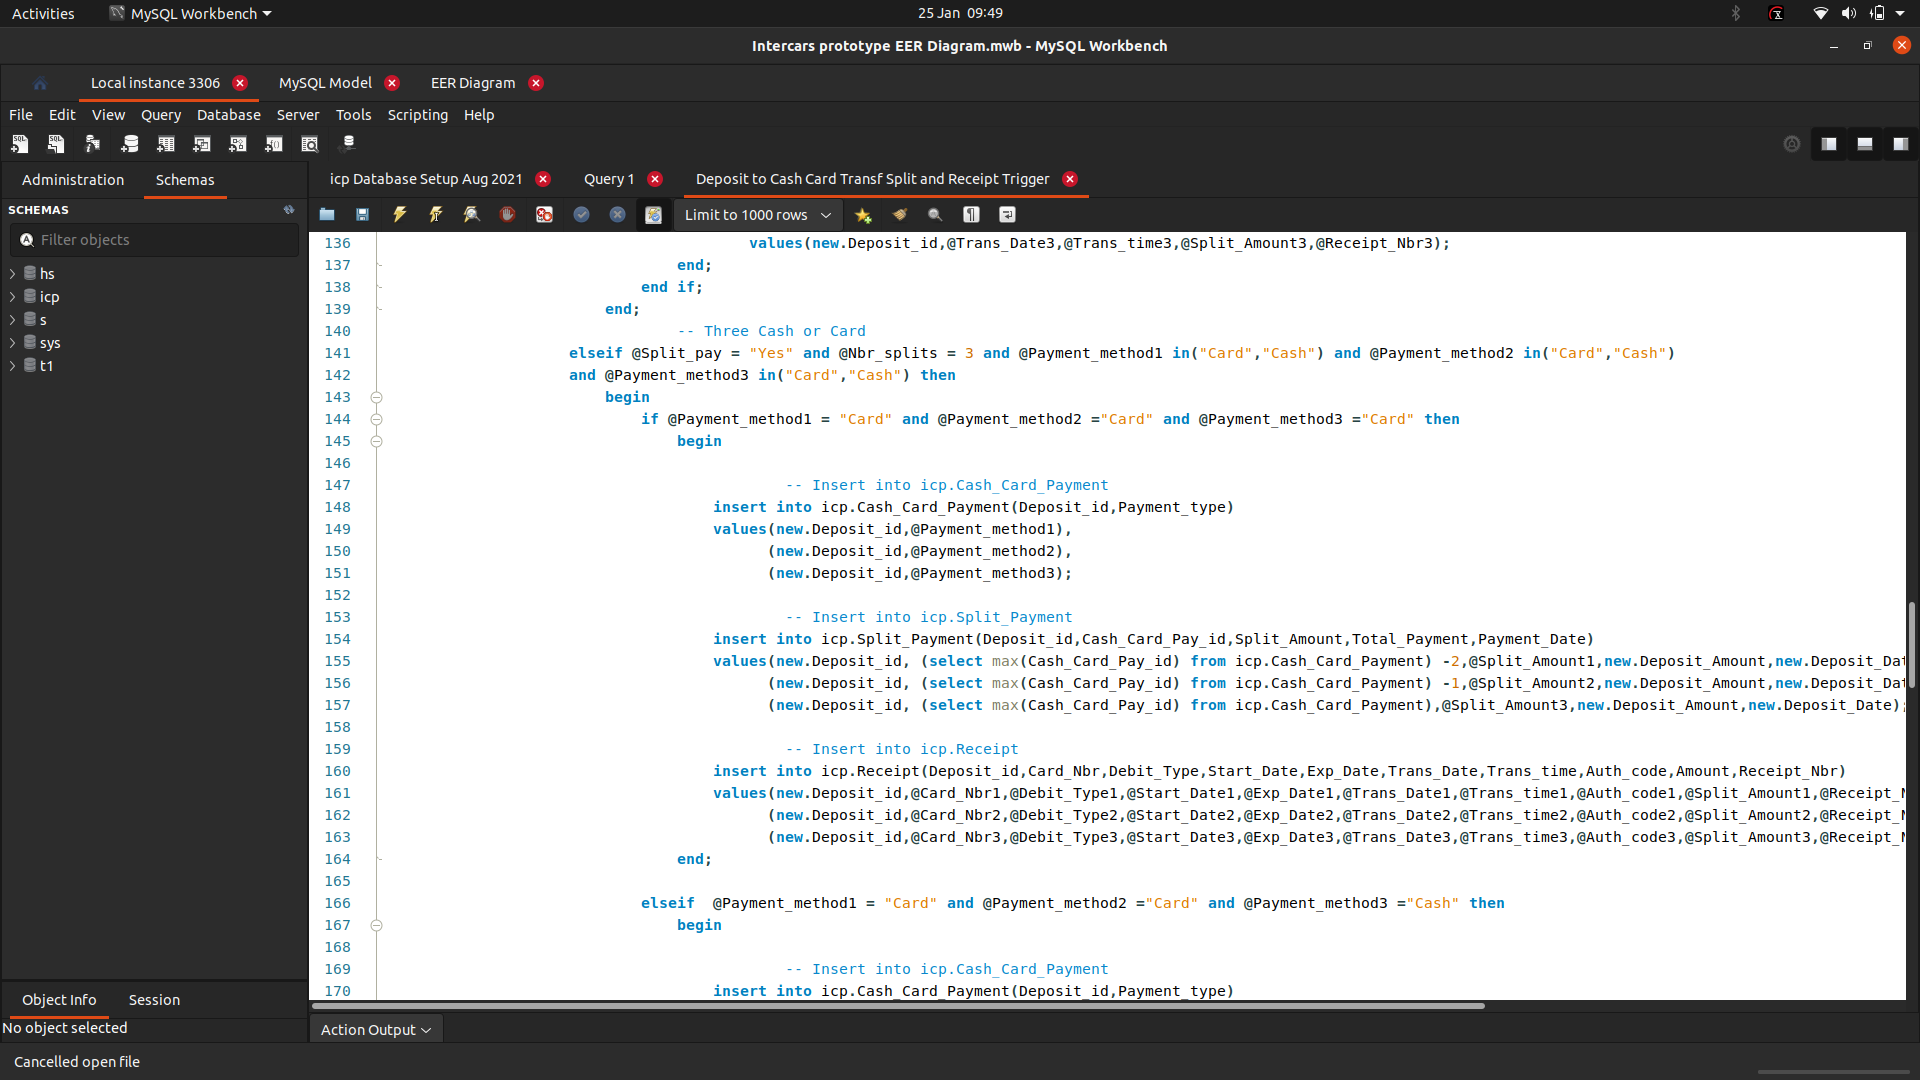 Activities MySQL Workbench 25 Jan 09:49
Intercars prototype EER Diagram.mwb - MySQL Workbench
Local instance 3306 MySQL Model EER Diagram
File Edit View Query Database Server Tools Scripting Help
Administration Schemas
icp Database Setup Aug 2021 Query 1 Deposit to Cash Card Transf Split and Receipt Trigger
SCHEMAS
Limit to 1000 rows
Filter objects
hs
icp
s
sys
t1
136 values(new.Deposit_id,@Trans_Date3,@Trans_time3,@Split_Amount3,@Receipt_Nbr3);
137 end;
138 end if;
139 end;
140 -- Three Cash or Card
141 elseif @Split_pay = "Yes" and @Nbr_splits = 3 and @Payment_method1 in("Card","Cash") and @Payment_method2 in("Card","Cash")
142 and @Payment_method3 in("Card","Cash") then
143 begin
144 if @Payment_method1 = "Card" and @Payment_method2 ="Card" and @Payment_method3 ="Card" then
145 begin
146
147 -- Insert into icp.Cash_Card_Payment
148 insert into icp.Cash_Card_Payment(Deposit_id,Payment_type)
149 values(new.Deposit_id,@Payment_method1),
150 (new.Deposit_id,@Payment_method2),
151 (new.Deposit_id,@Payment_method3);
152
153 -- Insert into icp.Split_Payment
154 insert into icp.Split_Payment(Deposit_id,Cash_Card_Pay_id,Split_Amount,Total_Payment,Payment_Date)
155 values(new.Deposit_id, (select max(Cash_Card_Pay_id) from icp.Cash_Card_Payment) -2,@Split_Amount1,new.Deposit_Amount,new.Deposit_Dat
156 (new.Deposit_id, (select max(Cash_Card_Pay_id) from icp.Cash_Card_Payment) -1,@Split_Amount2,new.Deposit_Amount,new.Deposit_Dat
157 (new.Deposit_id, (select max(Cash_Card_Pay_id) from icp.Cash_Card_Payment),@Split_Amount3,new.Deposit_Amount,new.Deposit_Date);
158
159 -- Insert into icp.Receipt
160 insert into icp.Receipt(Deposit_id,Card_Nbr,Debit_Type,Start_Date,Exp_Date,Trans_Date,Trans_time,Auth_code,Amount,Receipt_Nbr)
161 values(new.Deposit_id,@Card_Nbr1,@Debit_Type1,@Start_Date1,@Exp_Date1,@Trans_Date1,@Trans_time1,@Auth_code1,@Split_Amount1,@Receipt_N
162 (new.Deposit_id,@Card_Nbr2,@Debit_Type2,@Start_Date2,@Exp_Date2,@Trans_Date2,@Trans_time2,@Auth_code2,@Split_Amount2,@Receipt_N
163 (new.Deposit_id,@Card_Nbr3,@Debit_Type3,@Start_Date3,@Exp_Date3,@Trans_Date3,@Trans_time3,@Auth_code3,@Split_Amount3,@Receipt_N
164 end;
165
166 elseif @Payment_method1 = "Card" and @Payment_method2 ="Card" and @Payment_method3 ="Cash" then
167 begin
168
169 -- Insert into icp.Cash_Card_Payment
170 insert into icp.Cash_Card_Payment(Deposit_id,Payment_type)
Object Info Session
No object selected
Action Output
Cancelled open file